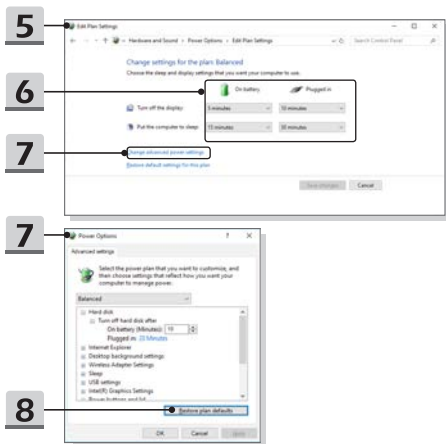 5
Edit Plan Settings
« Hardware and Sound › Power Options › Edit Plan Settings
Search Control Panel
Change settings for the plan: Balanced
Choose the sleep and display settings that you want your computer to use.
6
On battery
Plugged in
Turn off the display:
5 minutes
10 minutes
Put the computer to sleep:
15 minutes
30 minutes
7
Change advanced power settings
Restore default settings for this plan
Save changes
Cancel
7
Power Options
?
Advanced settings
Select the power plan that you want to customize, and
then choose settings that reflect how you want your
computer to manage power.
Balanced
Hard disk
Turn off hard disk after
On battery (Minutes): 10
Plugged in: 20 Minutes
Internet Explorer
Desktop background settings
Wireless Adapter Settings
Sleep
USB settings
Intel(R) Graphics Settings
Power buttons and lid
8
Restore plan defaults
OK
Cancel
Apply